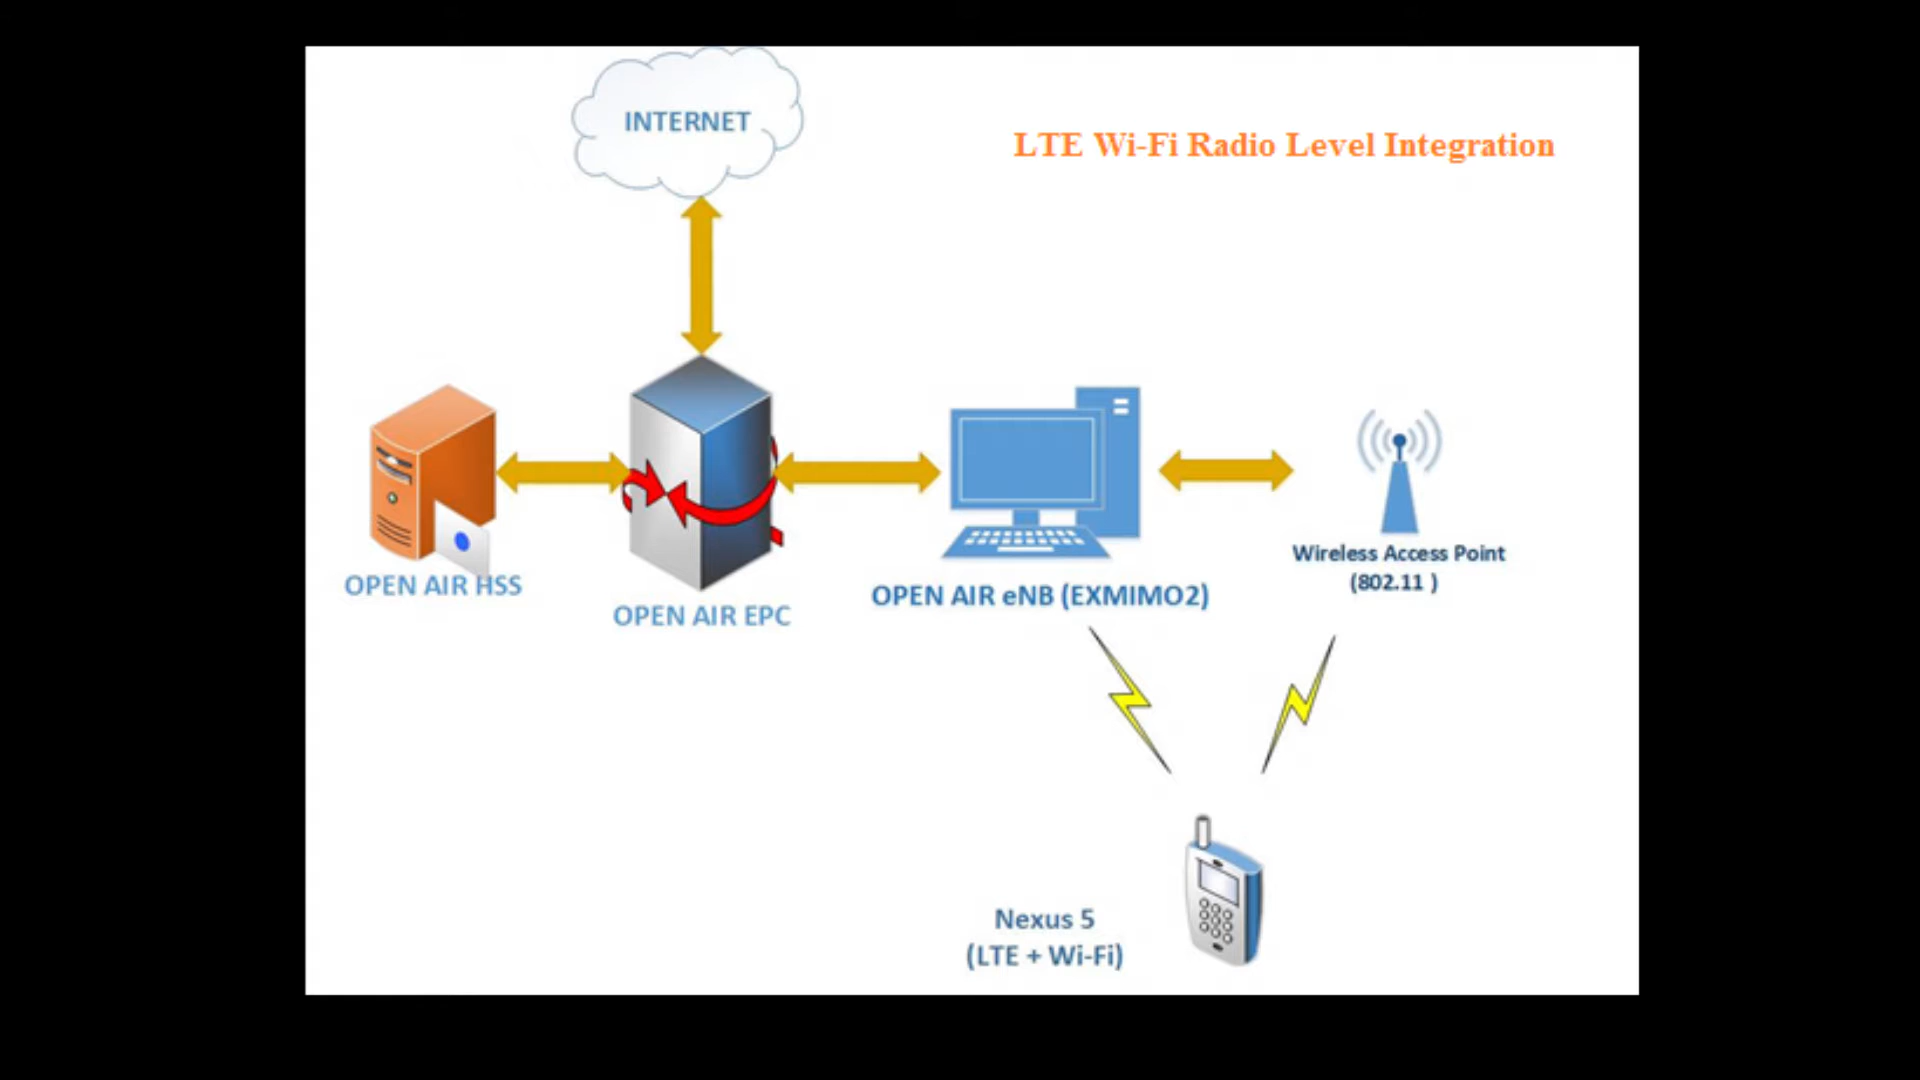 INTERNET
LTE Wi-Fi Radio Level Integration
OPEN AIR HSS
OPEN AIR EPC
OPEN AIR eNB (EXMIMO2)
Wireless Access Point
(802.11 )
Nexus 5
(LTE + Wi-Fi)